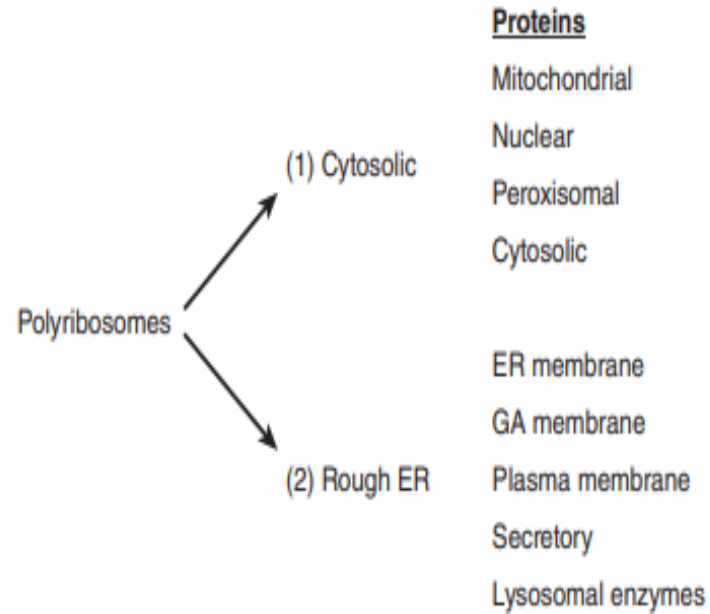 Proteins
Mitochondrial
Nuclear
(1) Cytosolic
Peroxisomal
Cytosolic
Polyribosomes
ER membrane
GA membrane
(2) Rough ER
Plasma membrane
Secretory
Lysosomal enzymes